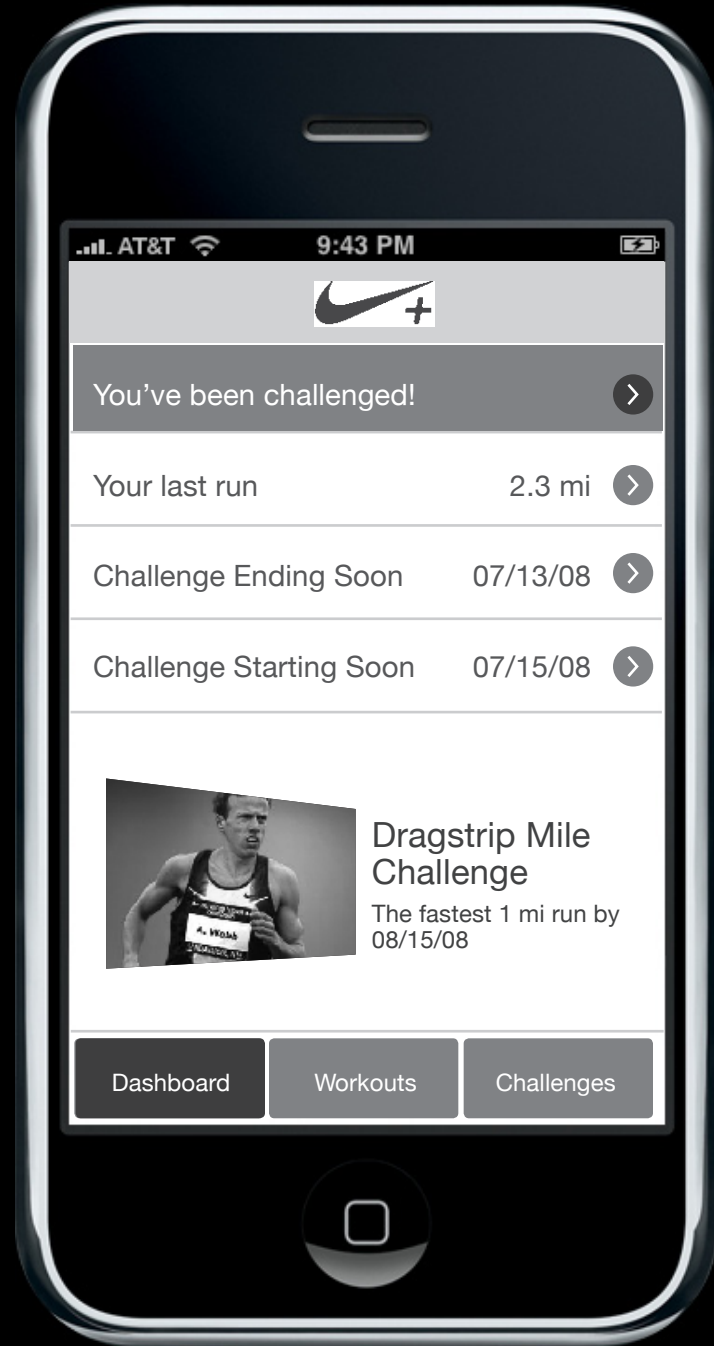 AT&T 9:43 PM
You've been challenged!
Your last run 2.3 mi
Challenge Ending Soon 07/13/08
Challenge Starting Soon 07/15/08
A. Webb
Dragstrip Mile
Challenge
The fastest 1 mi run by
08/15/08
Dashboard Workouts Challenges